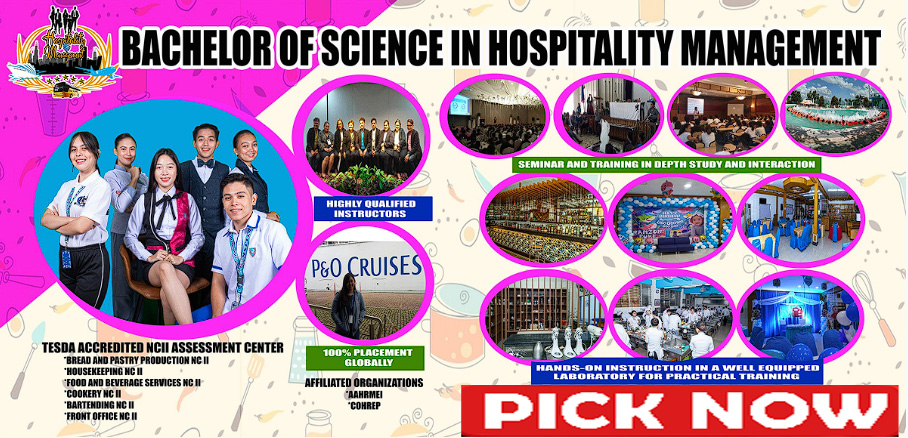 Hospitality
Management
BACHELOR OF SCIENCE IN HOSPITALITY MANAGEMENT
SEMINAR AND TRAINING IN DEPTH STUDY AND INTERACTION
HIGHLY QUALIFIED
INSTRUCTORS
P&O CRUISES
100% PLACEMENT
GLOBALLY
TESDA ACCREDITED NCII ASSESSMENT CENTER
*BREAD AND PASTRY PRODUCTION NC II
*HOUSEKEEPING NC II
*FOOD AND BEVERAGE SERVICES NC II
*COOKERY NC II
*BARTENDING NC II
*FRONT OFFICE NC II
AFFILIATED ORGANIZATIONS
*AAHRMEI
*COHREP
HANDS-ON INSTRUCTION IN A WELL EQUIPPED
LABORATORY FOR PRACTICAL TRAINING
PICK NOW